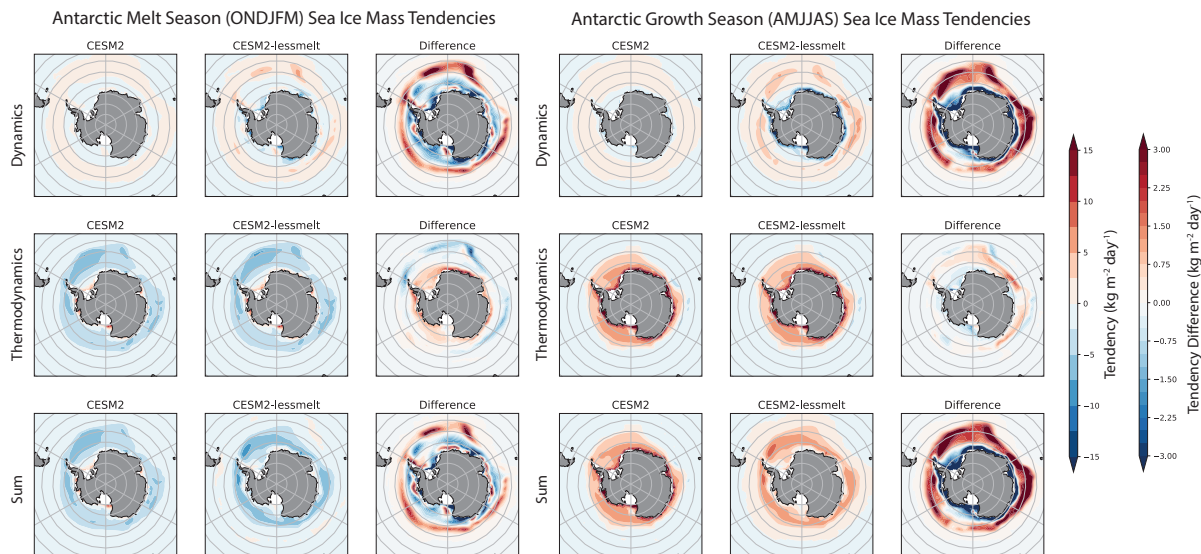 Antarctic Melt Season (ONDJFM) Sea Ice Mass Tendencies
Antarctic Growth Season (AMJJAS) Sea Ice Mass Tendencies
CESM2
CESM2-lessmelt
Difference
CESM2
CESM2-lessmelt
Difference
Dynamics
Dynamics
CESM2
CESM2-lessmelt
Difference
CESM2
CESM2-lessmelt
Difference
Thermodynamics
Thermodynamics
CESM2
CESM2-lessmelt
Difference
CESM2
CESM2-lessmelt
Difference
Sum
Sum
15
10
5
0
−5
−10
−15
Tendency (kg m⁻² day⁻¹)
3.00
2.25
1.50
0.75
0.00
−0.75
−1.50
−2.25
−3.00
Tendency Difference (kg m⁻² day⁻¹)